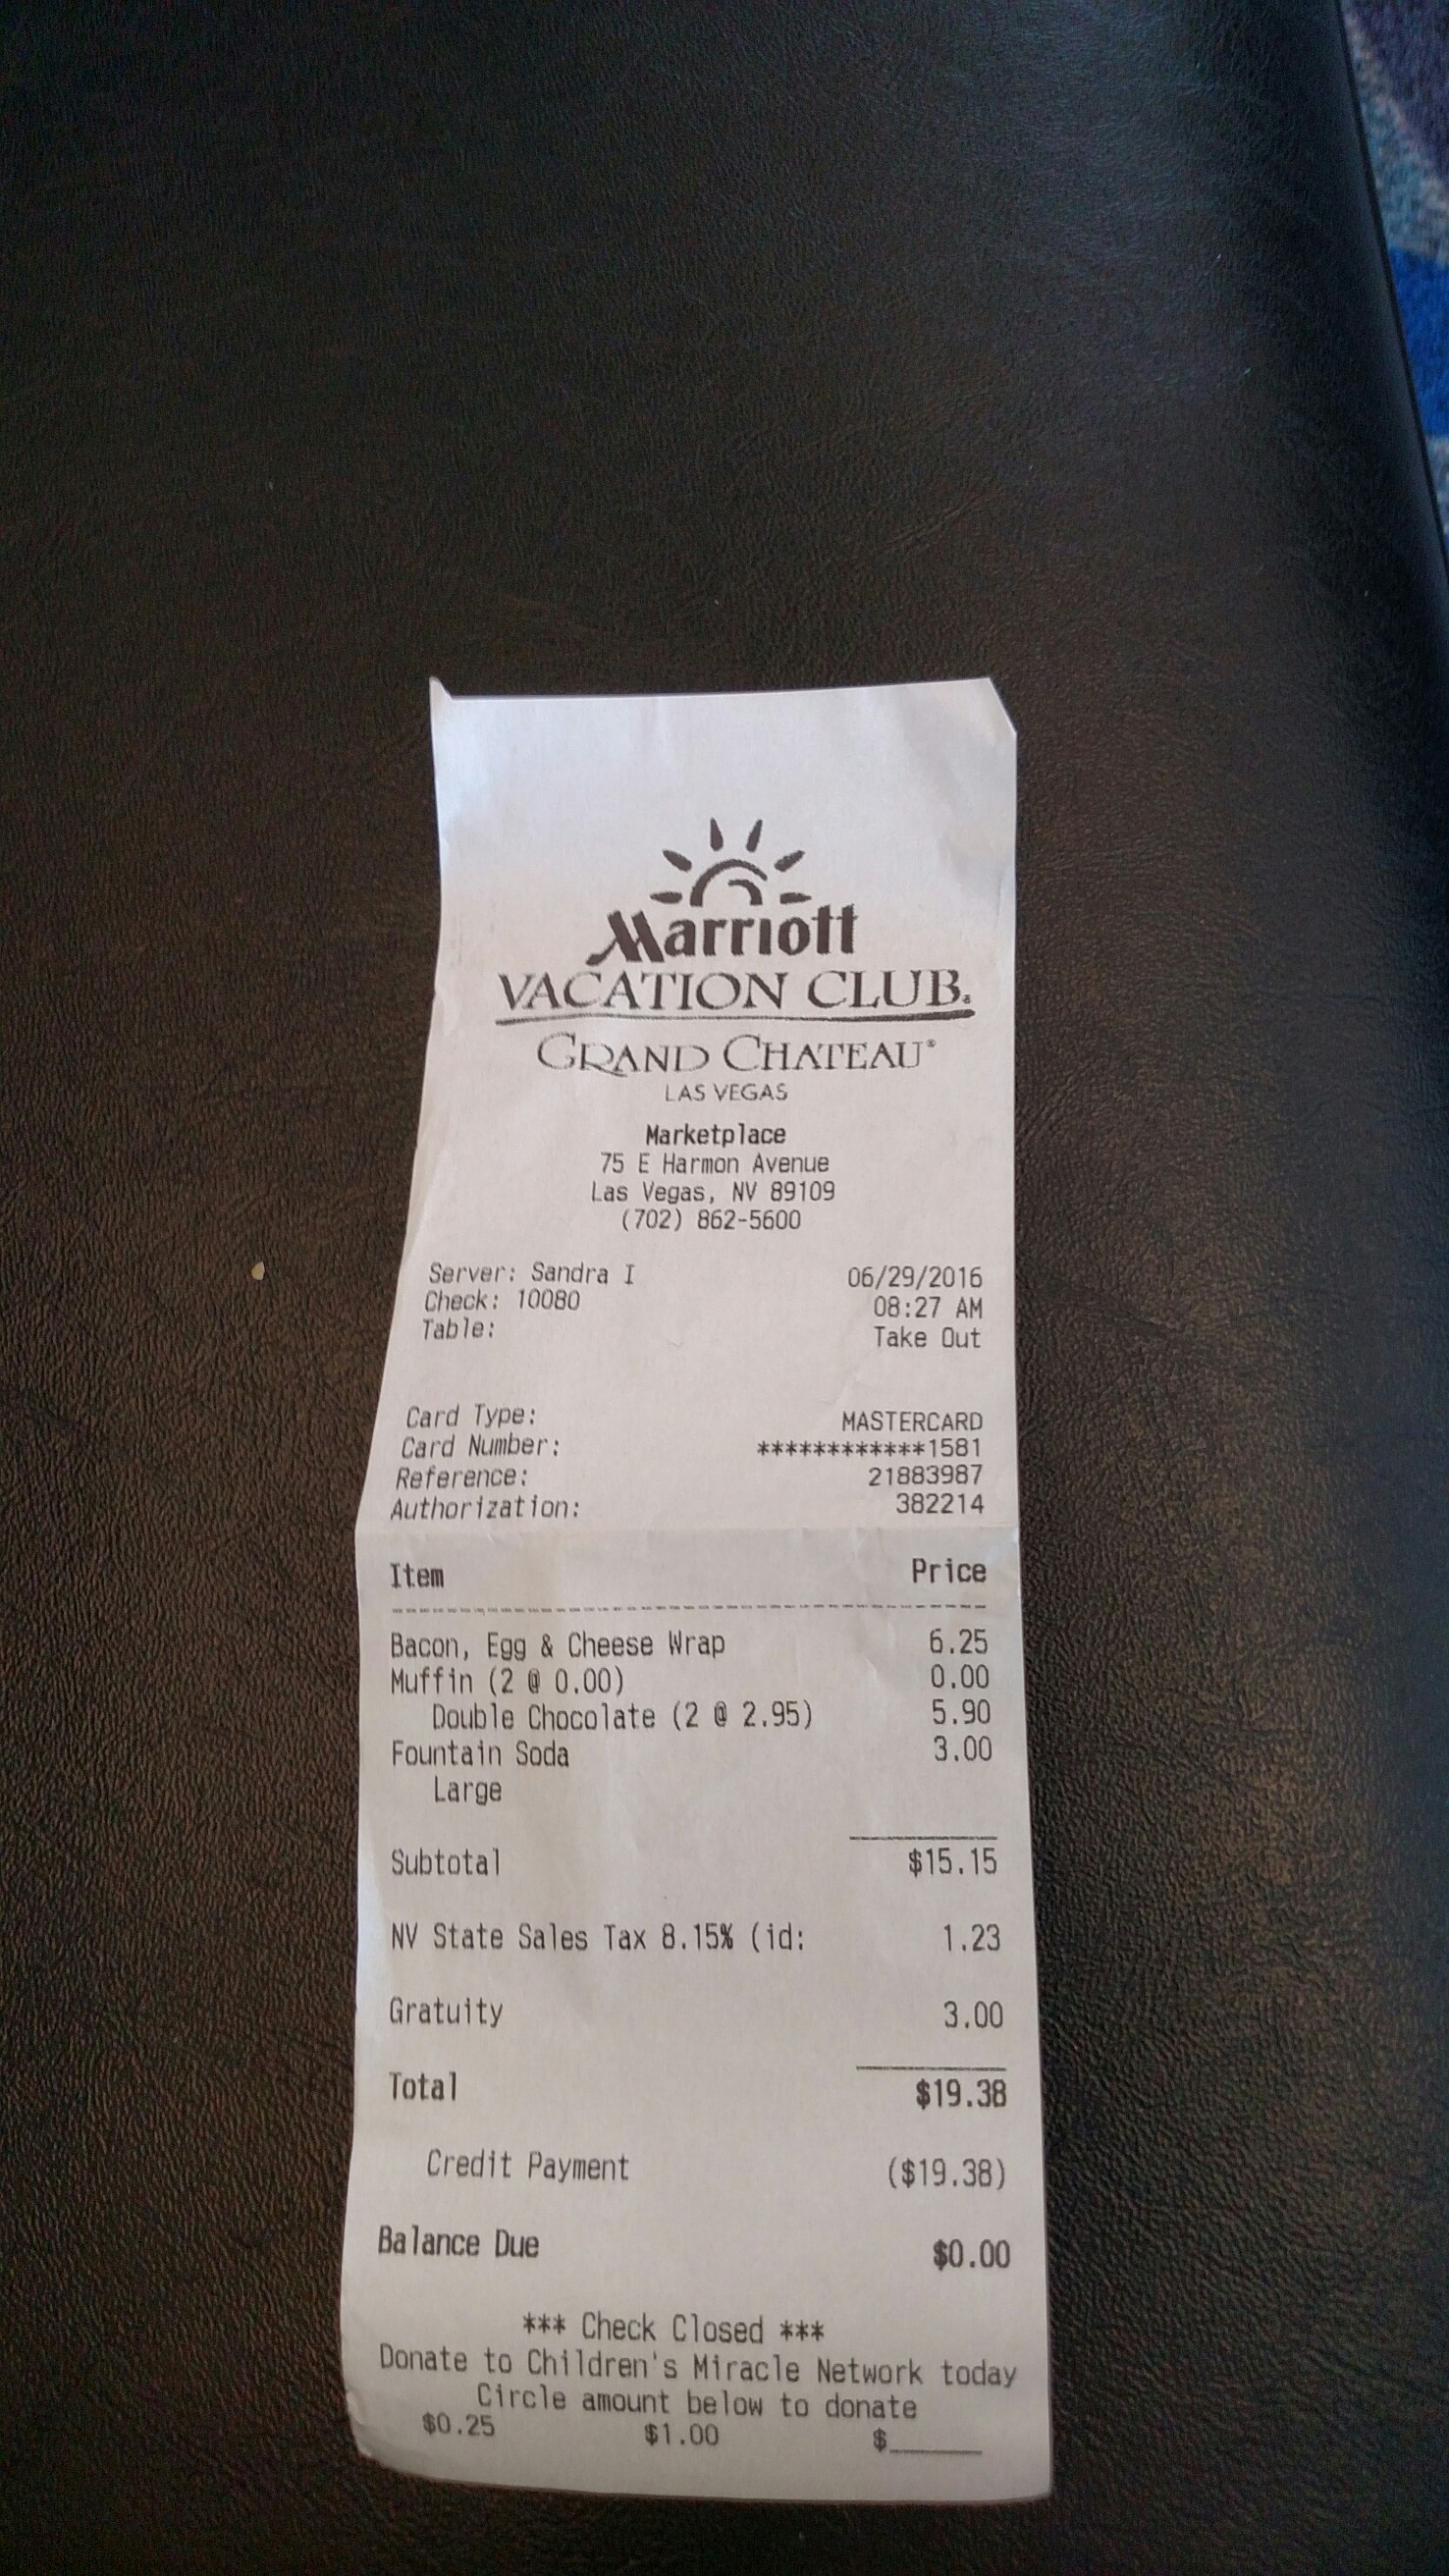 Marriott
VACATION CLUB.
GRAND CHATEAU®
LAS VEGAS
Marketplace
75 E Harmon Avenue
Las Vegas, NV 89109
(702) 862-5600
Server: Sandra I 06/29/2016
Check: 10080 08:27 AM
Table: Take Out
Card Type: MASTERCARD
Card Number: ************1581
Reference: 21883987
Authorization: 382214
Item Price
Bacon, Egg & Cheese Wrap 6.25
Muffin (2 @ 0.00) 0.00
Double Chocolate (2 @ 2.95) 5.90
Fountain Soda 3.00
Large
Subtotal $15.15
NV State Sales Tax 8.15% (id: 1.23
Gratuity 3.00
Total $19.38
Credit Payment ($19.38)
Balance Due $0.00
*** Check Closed ***
Donate to Children's Miracle Network today
Circle amount below to donate
$0.25 $1.00 $______